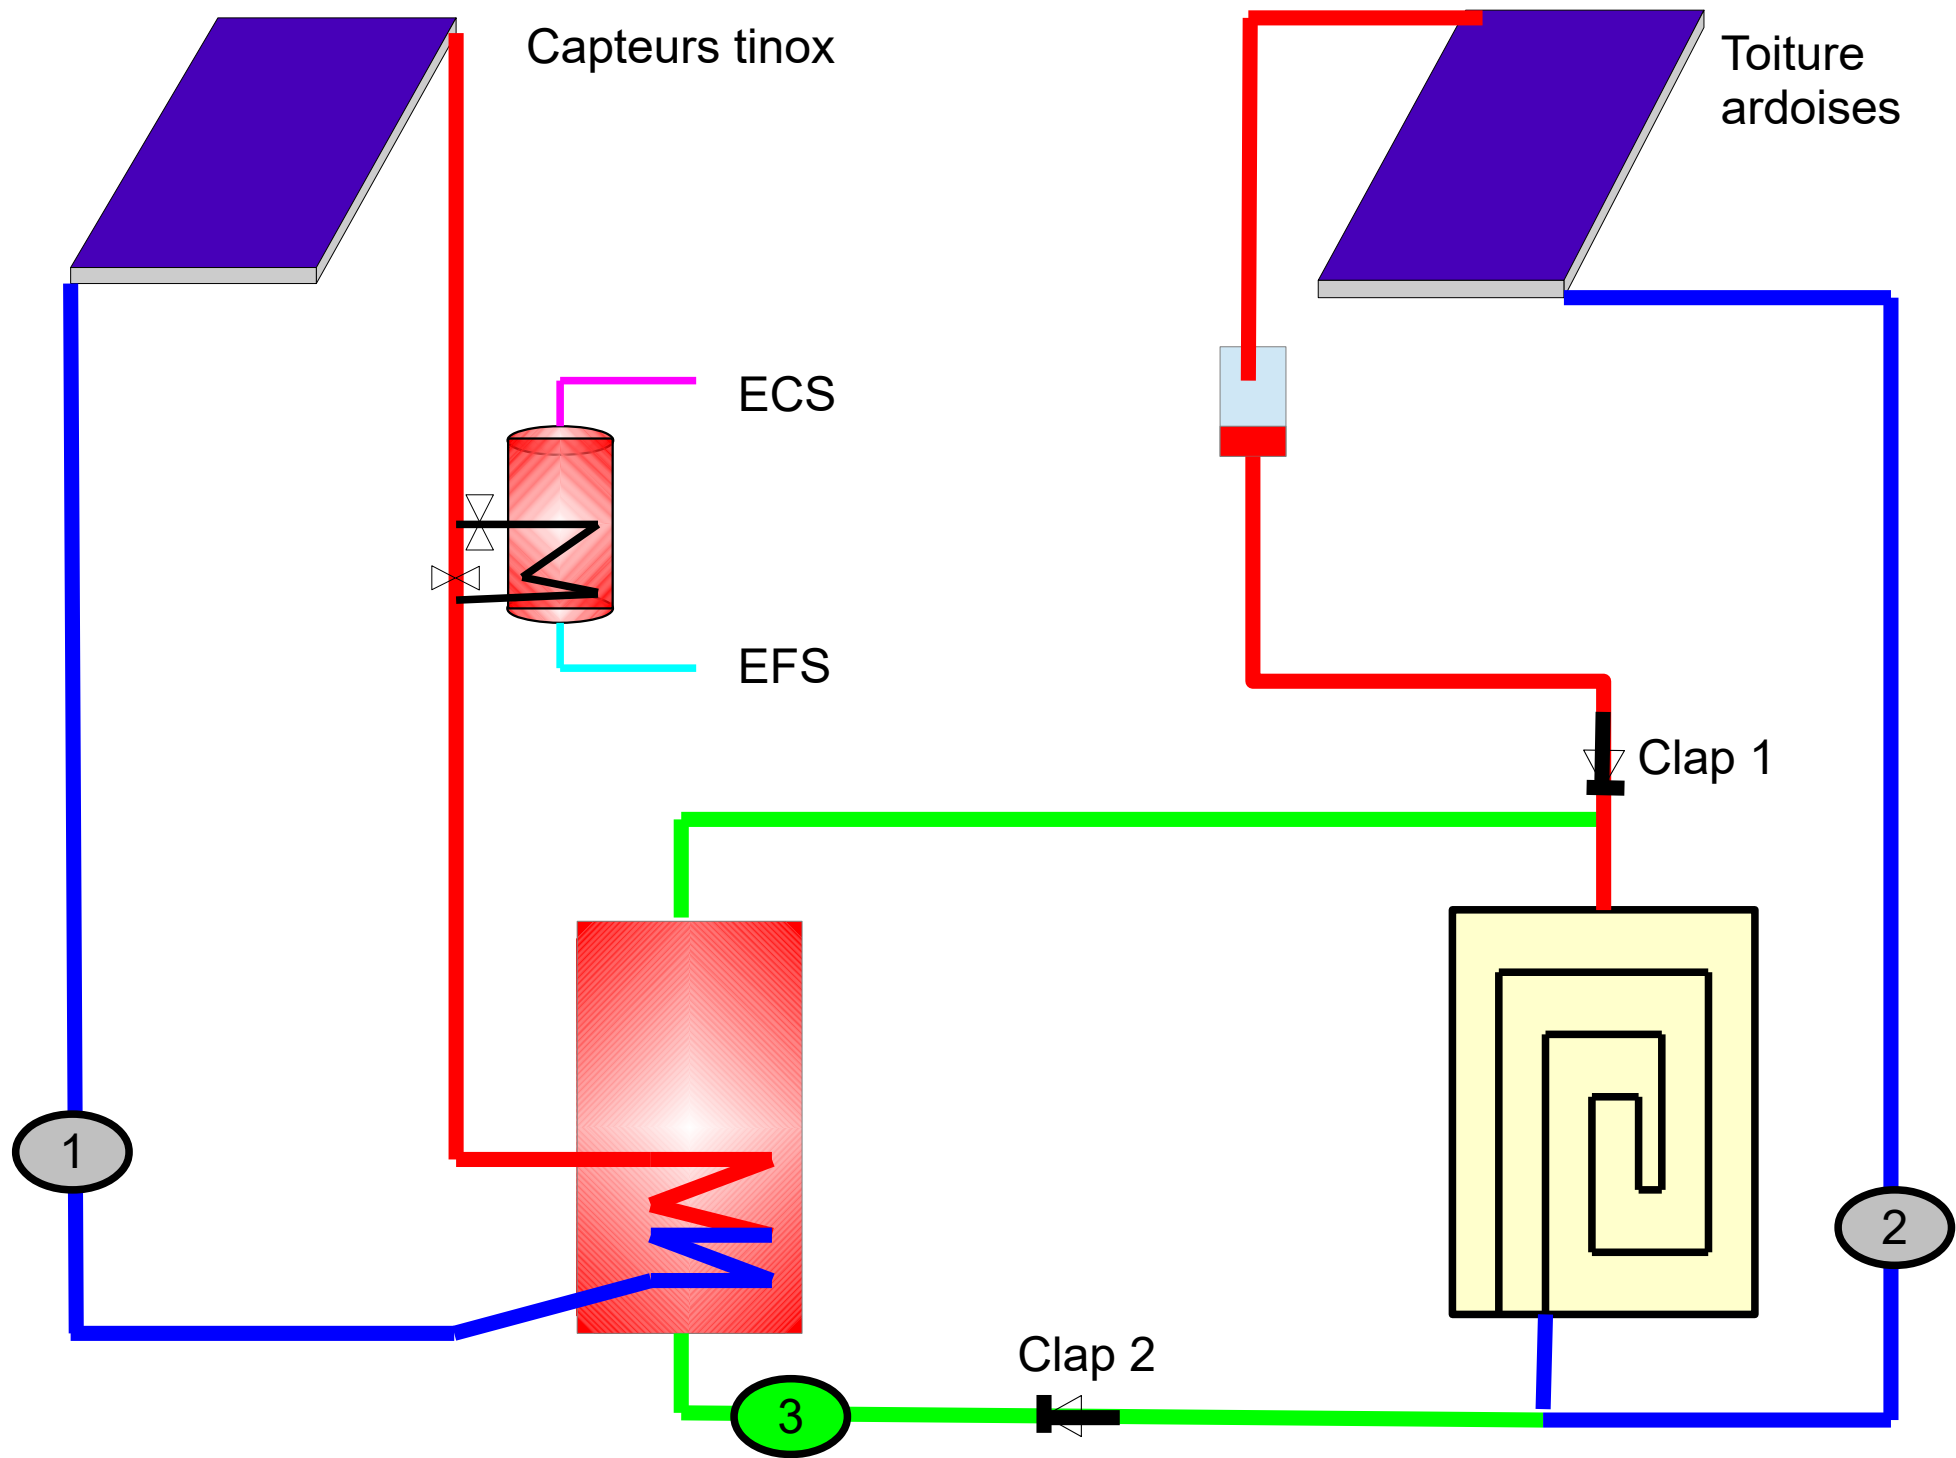 Capteurs tinox
Toiture
ardoises
ECS
EFS
Clap 1
1
2
Clap 2
3